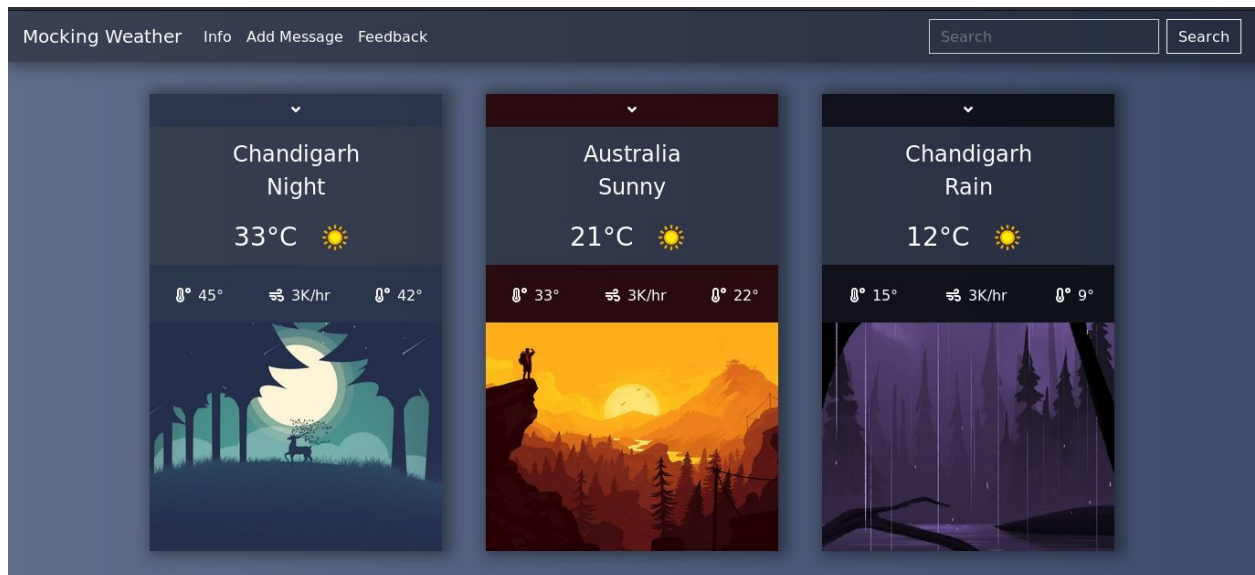 Mocking Weather Info Add Message Feedback Search Search
Chandigarh
Night
33°C
45° 3K/hr 42°
Australia
Sunny
21°C
33° 3K/hr 22°
Chandigarh
Rain
12°C
15° 3K/hr 9°